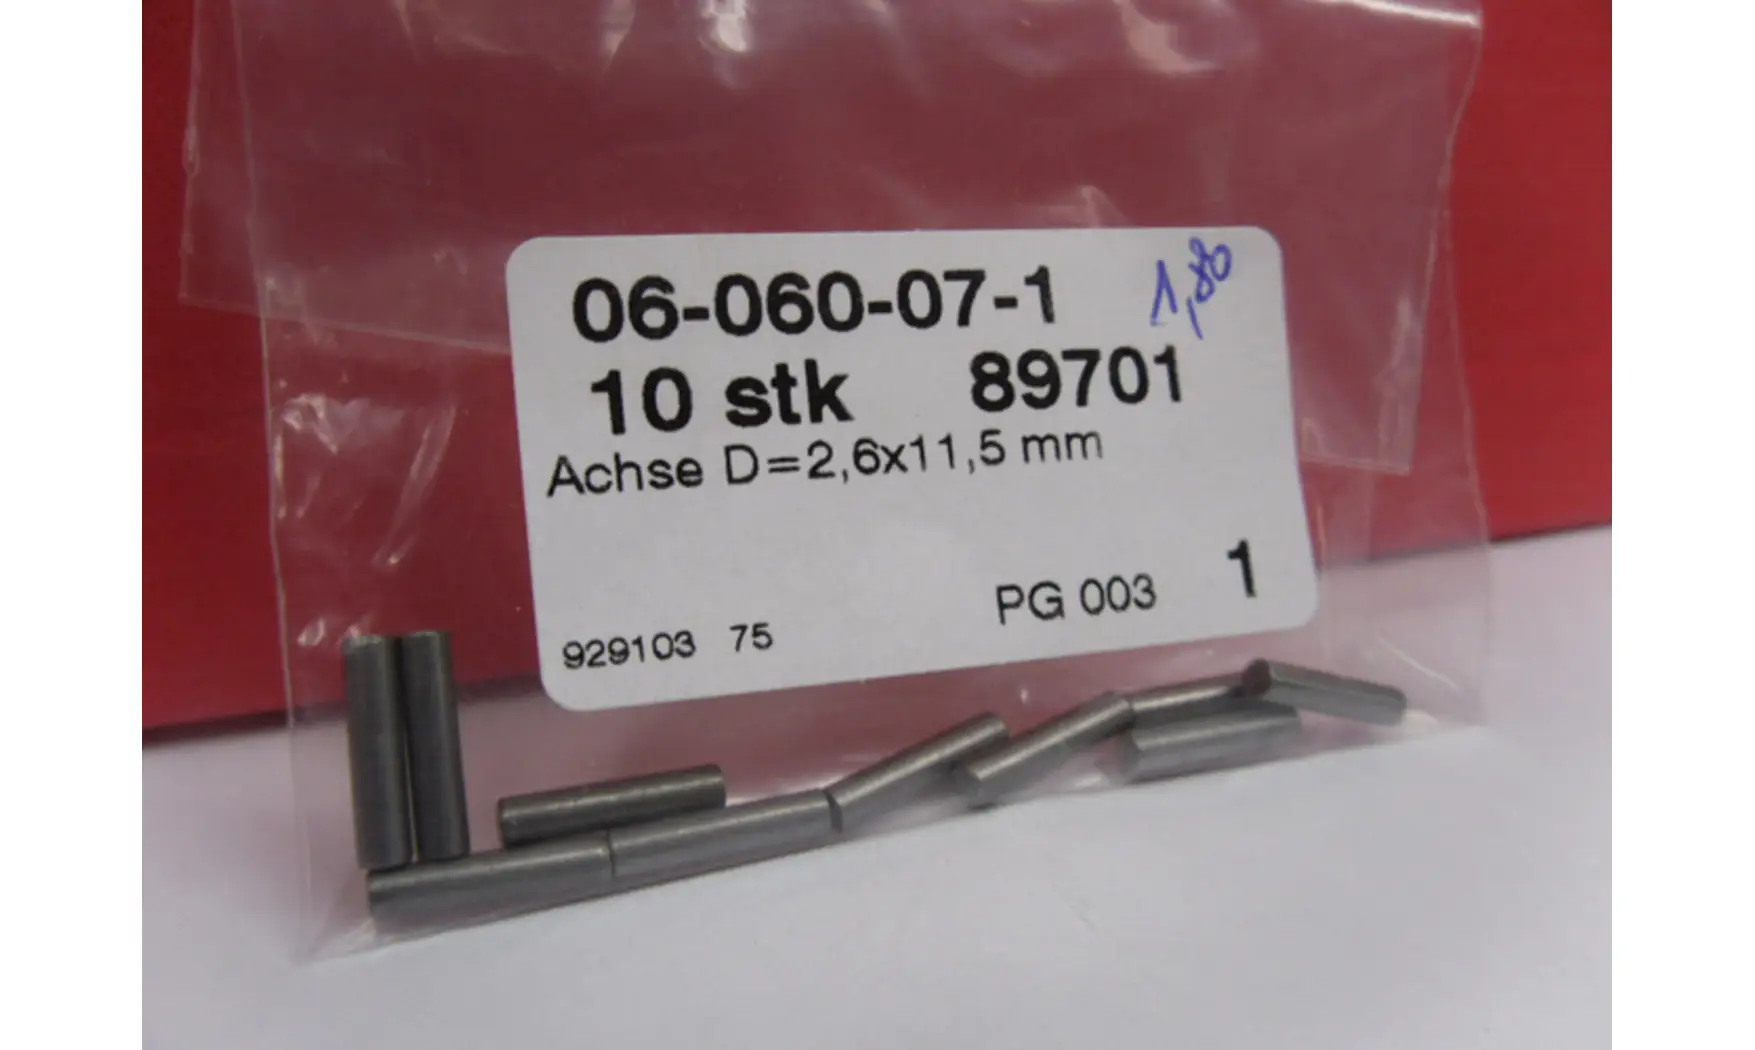 06-060-07-1 1,80
10 stk 89701
Achse D=2,6x11,5 mm
PG 003 1
929103 75